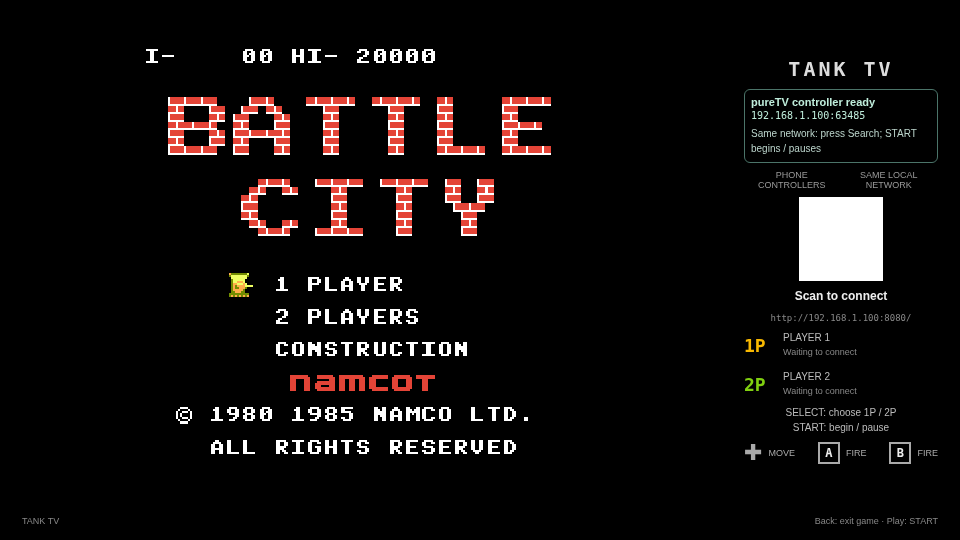 I-     00 HI- 20000
BATTLE
CITY
1 PLAYER
2 PLAYERS
CONSTRUCTION
namcot
© 1980 1985 NAMCO LTD.
ALL RIGHTS RESERVED
TANK TV
pureTV controller ready
192.168.1.100:63485
Same network: press Search; START
begins / pauses
PHONE
CONTROLLERS
SAME LOCAL
NETWORK
Scan to connect
http://192.168.1.100:8080/
1P
PLAYER 1
Waiting to connect
2P
PLAYER 2
Waiting to connect
SELECT: choose 1P / 2P
START: begin / pause
MOVE
A FIRE
B FIRE
TANK TV
Back: exit game · Play: START